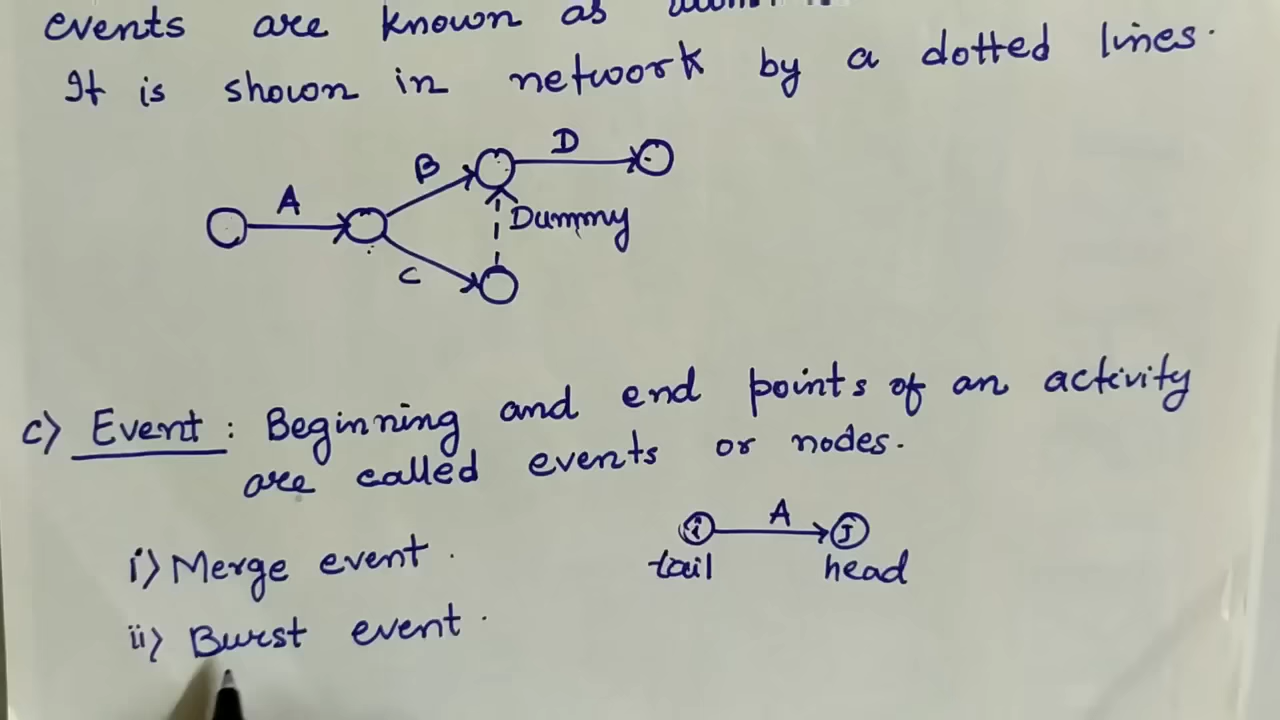 events are known as
It is shown in network by a dotted lines.
A
B
D
C
Dummy
c) Event : Beginning and end points of an activity
are called events or nodes.
i) Merge event.
ii) Burst event.
i A J
tail head